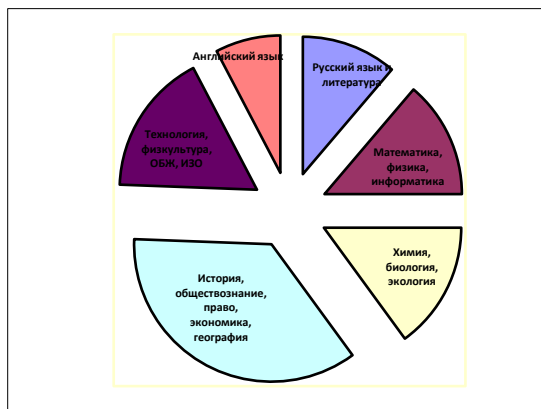 Английский язык
Русский язык и
литература
Технология,
физкультура,
ОБЖ, ИЗО
Математика,
физика,
информатика
Химия,
биология,
экология
История,
обществознание,
право,
экономика,
география